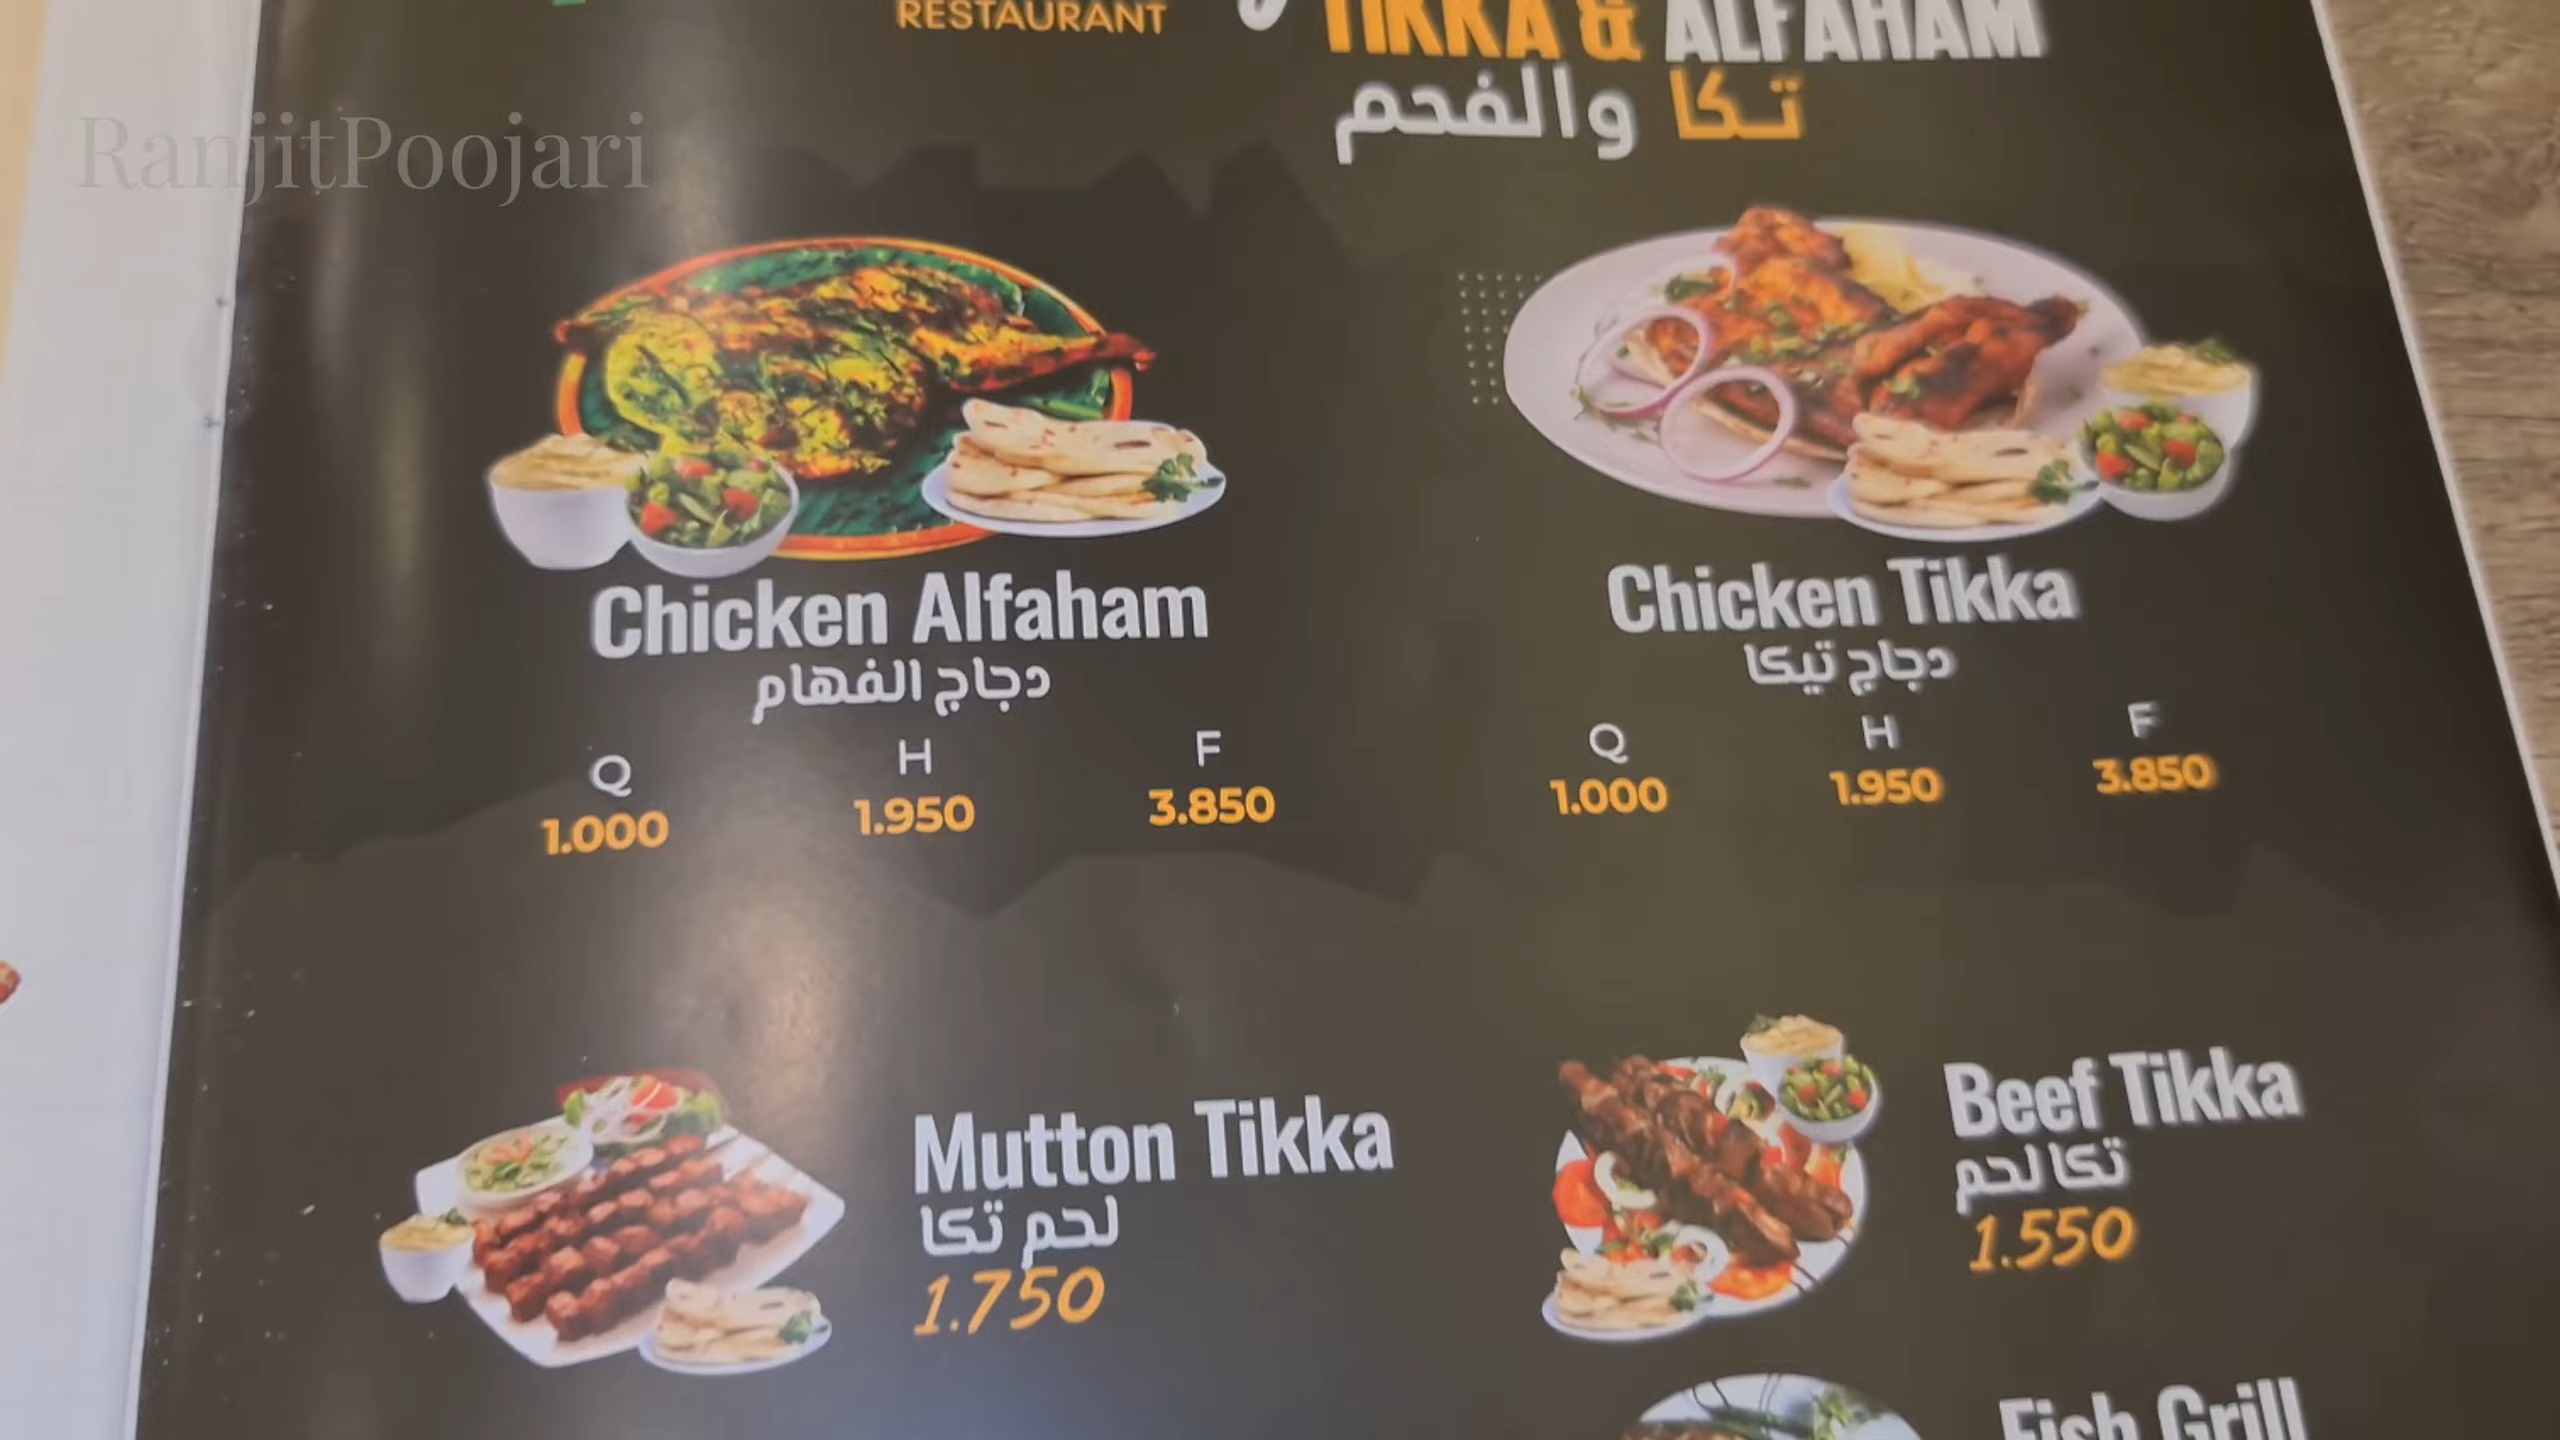 RESTAURANT
TIKKA & ALFAHAM
تكا والفحم
RanjitPoojari
Chicken Alfaham
دجاج الفهام
Q H F
1.000 1.950 3.850
Chicken Tikka
دجاج تيكا
Q H F
1.000 1.950 3.850
Mutton Tikka
لحم تكا
1.750
Beef Tikka
تكا لحم
1.550
Fish Grill